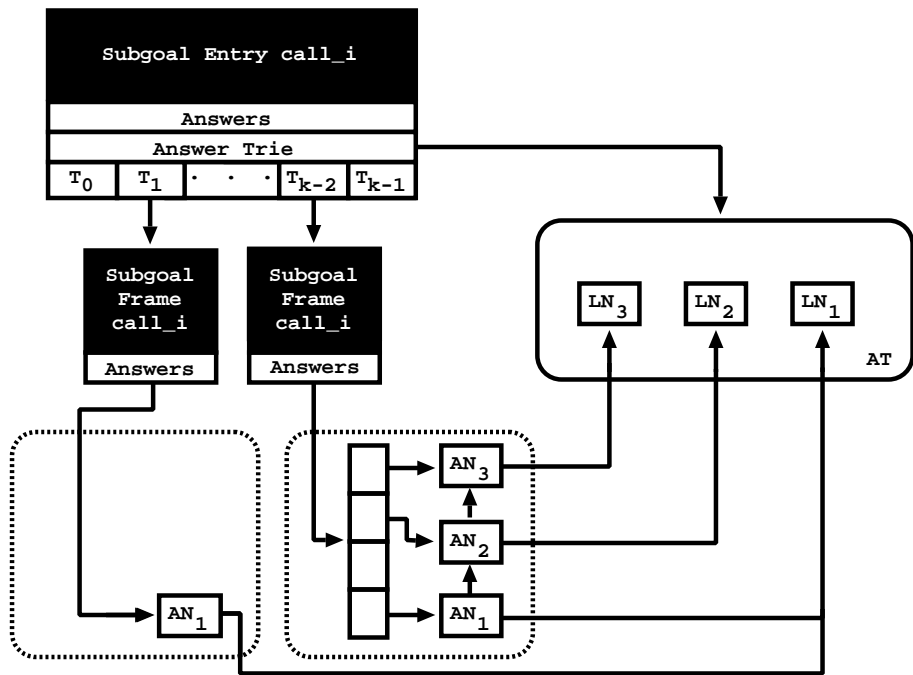 Subgoal Entry call_i
Answers
Answer Trie
T0 T1 . . . Tk-2 Tk-1
Subgoal
Frame
call_i
Answers
Subgoal
Frame
call_i
Answers
LN3 LN2 LN1
AT
AN3
AN2
AN1
AN1